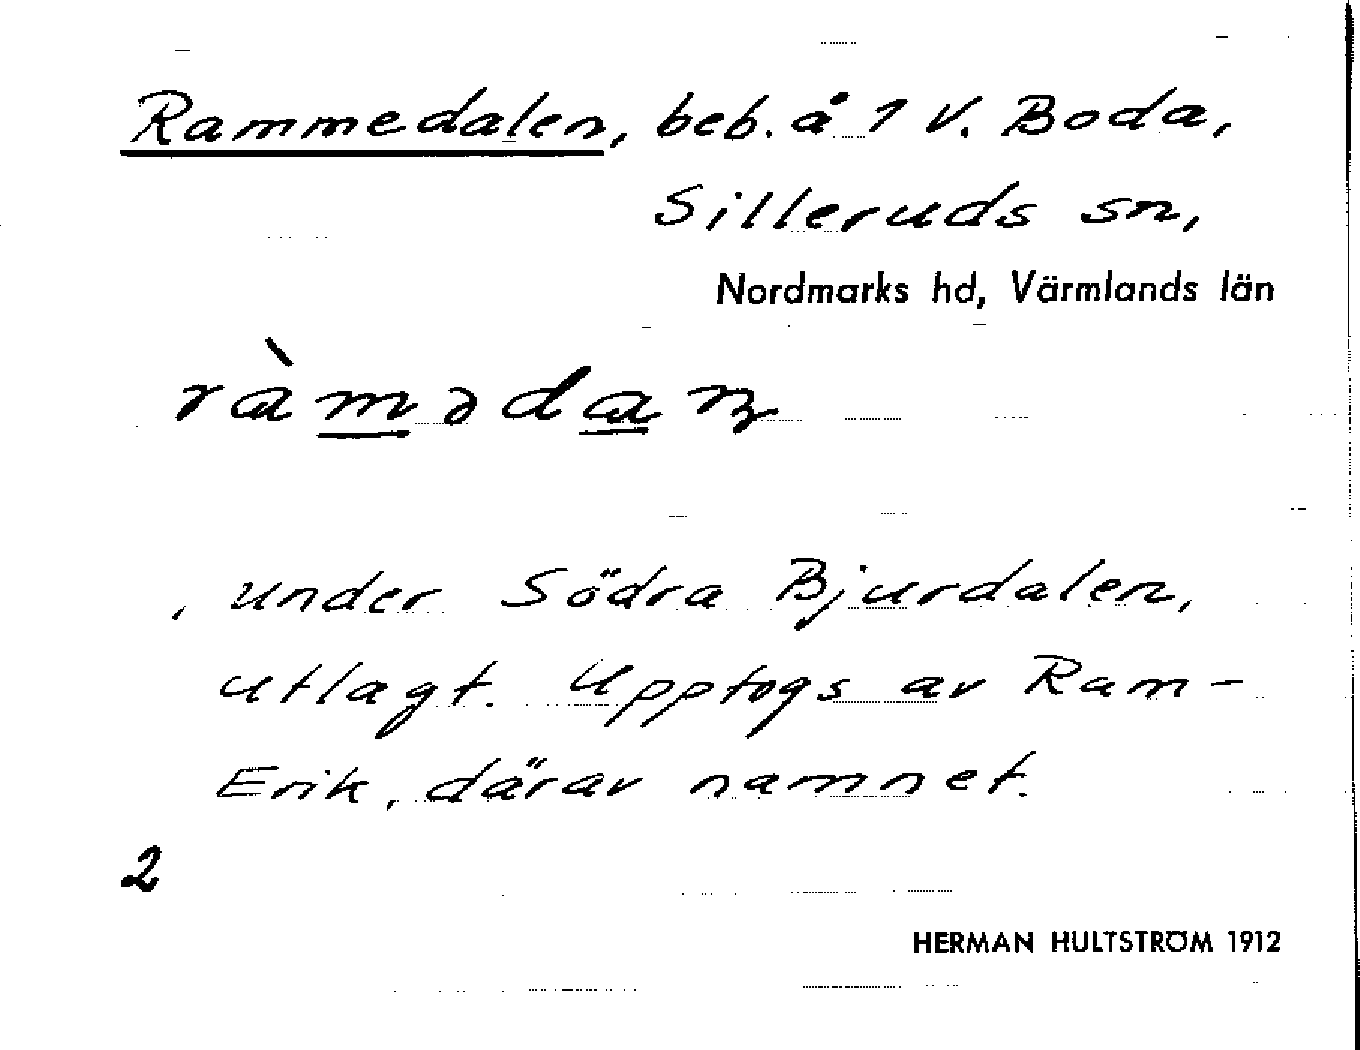 Rammedalen, beb. å 1 V. Boda,
Silleruds sn,
Nordmarks hd, Värmlands län
ràmədaɳ
, under Södra Bjurdalen,
utlagt. Upptogs av Ram-
Erik, därav namnet.
2
HERMAN HULTSTRÖM 1912